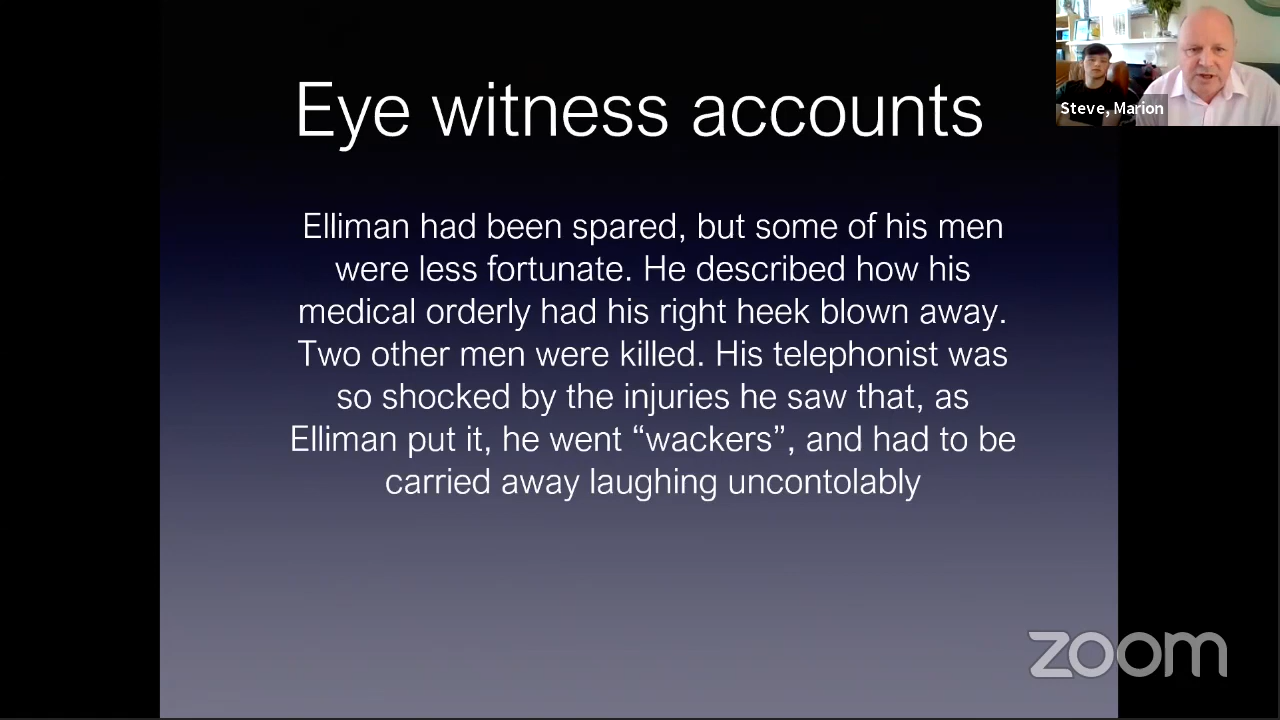 Eye witness accounts
Steve, Marion
Elliman had been spared, but some of his men
were less fortunate. He described how his
medical orderly had his right heek blown away.
Two other men were killed. His telephonist was
so shocked by the injuries he saw that, as
Elliman put it, he went “wackers”, and had to be
carried away laughing uncontolably
zoom